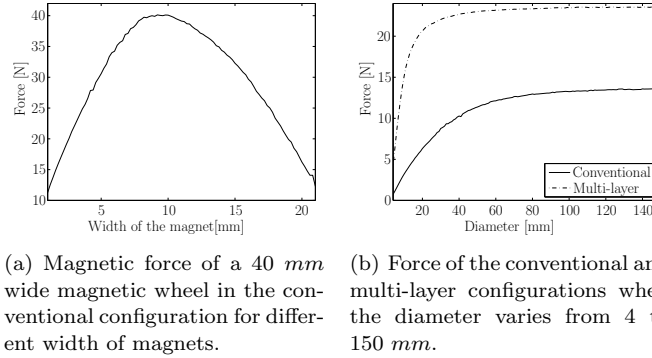 40
35
30
25
20
15
10
Force [N]
5
10
15
20
Width of the magnet[mm]
20
15
10
5
0
Force [N]
20
40
60
80
100
120
140
Diameter [mm]
Conventional
Multi-layer
(a) Magnetic force of a 40 mm
wide magnetic wheel in the con-
ventional configuration for differ-
ent width of magnets.
(b) Force of the conventional an
multi-layer configurations whe
the diameter varies from 4 t
150 mm.